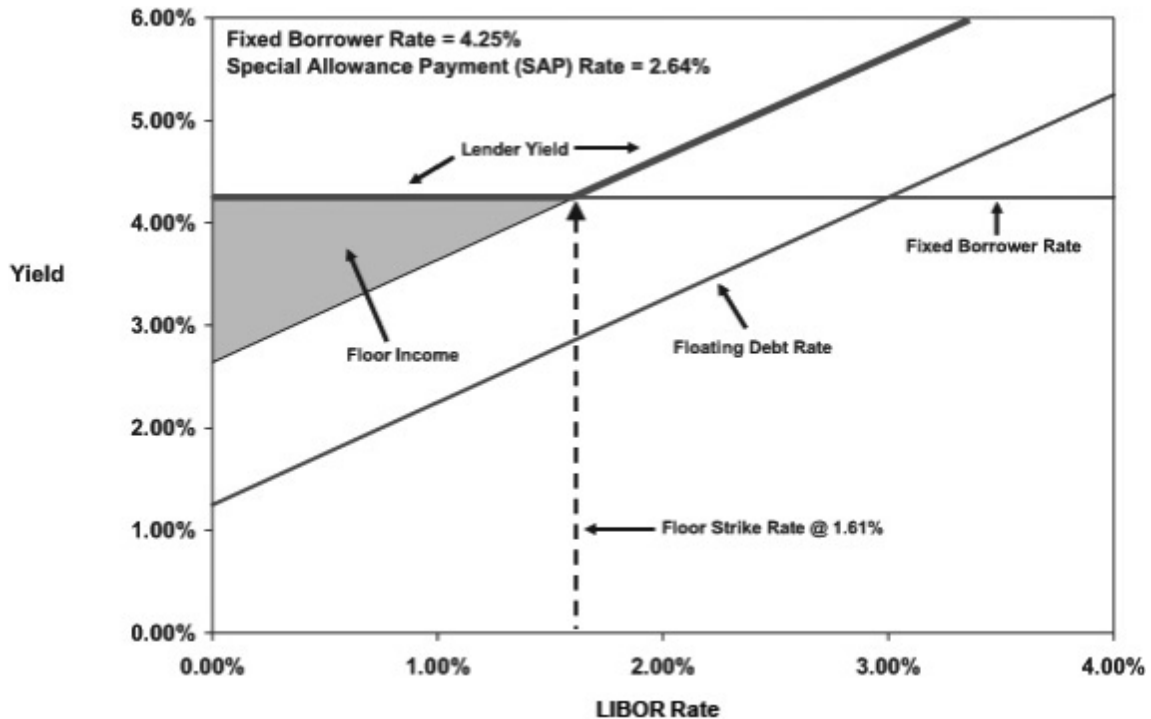 6.00%
Fixed Borrower Rate = 4.25%
Special Allowance Payment (SAP) Rate = 2.64%
5.00%
Lender Yield
4.00%
Fixed Borrower Rate
Yield
3.00%
Floor Income
Floating Debt Rate
2.00%
1.00%
Floor Strike Rate @ 1.61%
0.00%
0.00% 1.00% 2.00% 3.00% 4.00%
LIBOR Rate